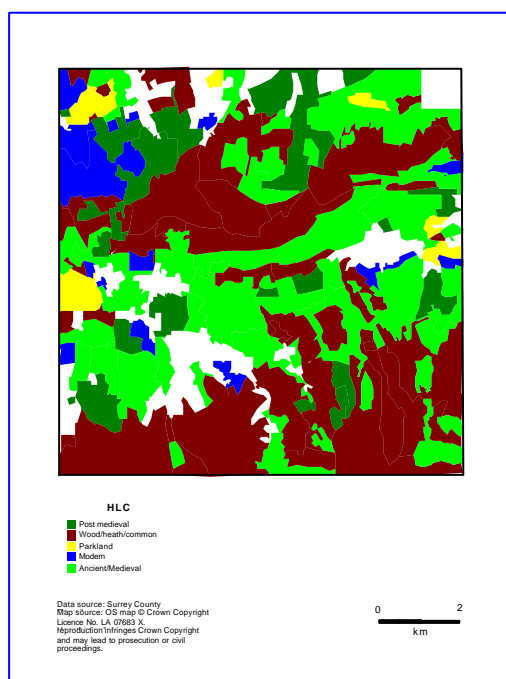 HLC
Post medieval
Wood/heath/common
Parkland
Modern
Ancient/Medieval
Data source: Surrey County
Map source: OS map © Crown Copyright
Licence No. LA 07683 X.
reproduction infringes Crown Copyright
and may lead to prosecution or civil
proceedings.
0 2
km